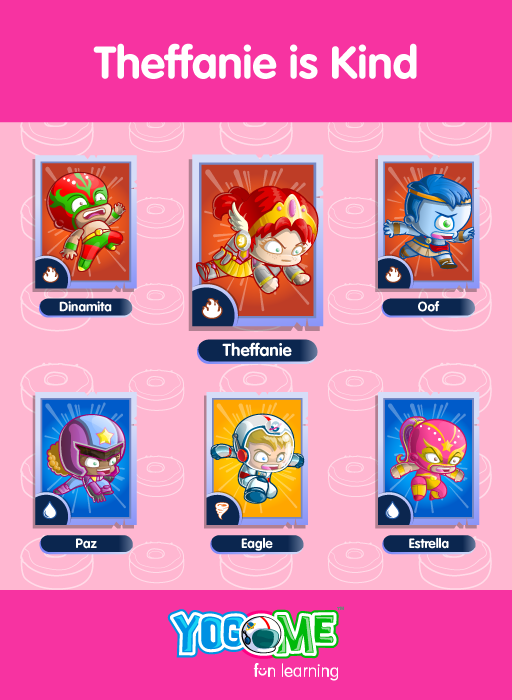 Theffanie is Kind
Dinamita
Theffanie
Oof
Paz
Eagle
Estrella
YOGOME
fun learning